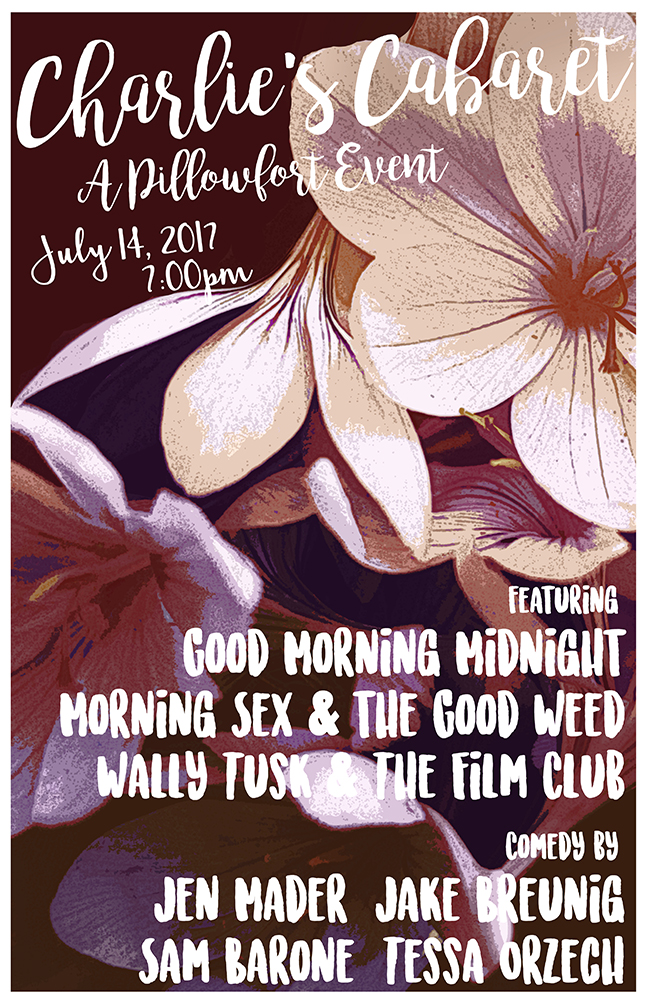 Charlie's Cabaret
A Pillowfort Event
July 14, 2017
7:00pm
FEATURING
GOOD MORNING MIDNIGHT
MORNING SEX & THE GOOD WEED
WALLY TUSK & THE FILM CLUB
COMEDY BY
JEN MADER JAKE BREUNIG
SAM BARONE TESSA ORZECH